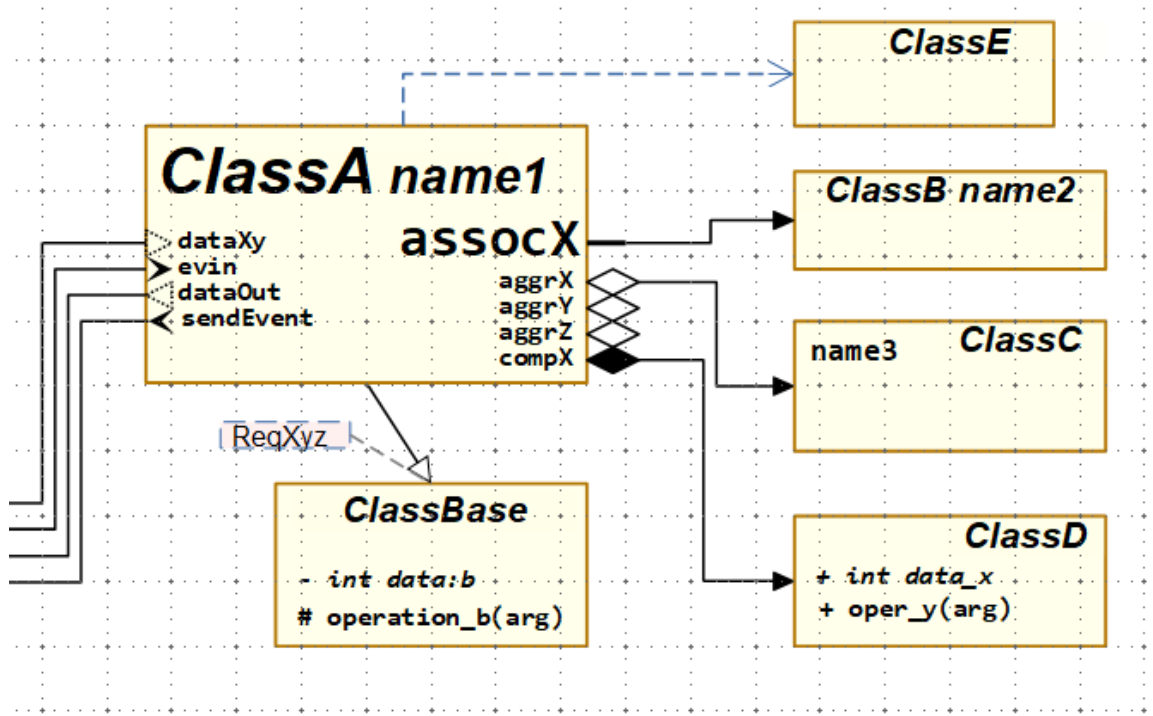 ClassE
ClassA name1
ClassB name2
assocX
dataXy
evin
dataOut
sendEvent
aggrX
aggrY
aggrZ
compX
name3 ClassC
ReqXyz
ClassBase
- int data:b
# operation_b(arg)
ClassD
+ int data_x
+ oper_y(arg)